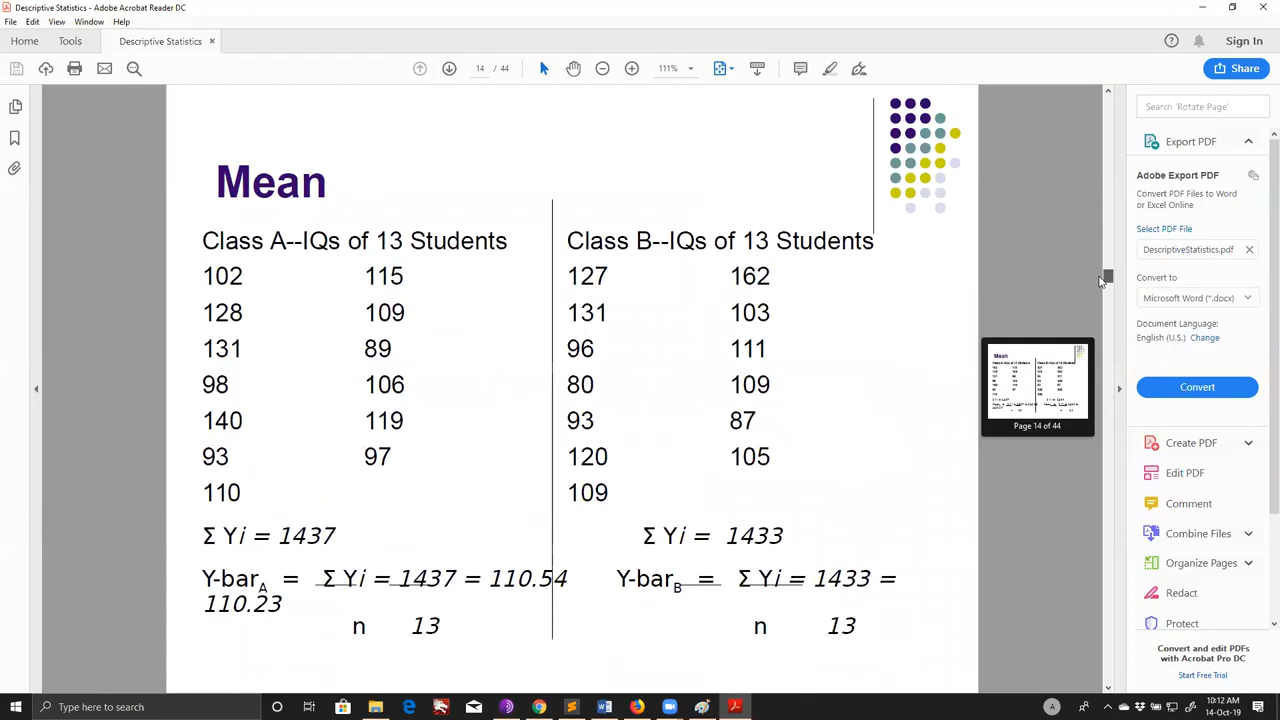 Descriptive Statistics - Adobe Acrobat Reader DC
File Edit View Window Help
Home Tools Descriptive Statistics × Sign In
14 / 44 111% Share
Mean
Class A--IQs of 13 Students Class B--IQs of 13 Students
102 115 127 162
128 109 131 103
131 89 96 111
98 106 80 109
140 119 93 87
93 97 120 105
110 109
Σ Yi = 1437 Σ Yi = 1433
Y-barA = Σ Yi = 1437 = 110.54 Y-barB = Σ Yi = 1433 =
110.23
n 13 n 13
Page 14 of 44
Search 'Rotate Page'
Export PDF
Adobe Export PDF
Convert PDF Files to Word
or Excel Online
Select PDF File
DescriptiveStatistics.pdf ×
Convert to
Microsoft Word (*.docx)
Document Language:
English (U.S.) Change
Convert
Create PDF
Edit PDF
Comment
Combine Files
Organize Pages
Redact
Protect
Convert and edit PDFs
with Acrobat Pro DC
Start Free Trial
Type here to search
10:12 AM
14-Oct-19